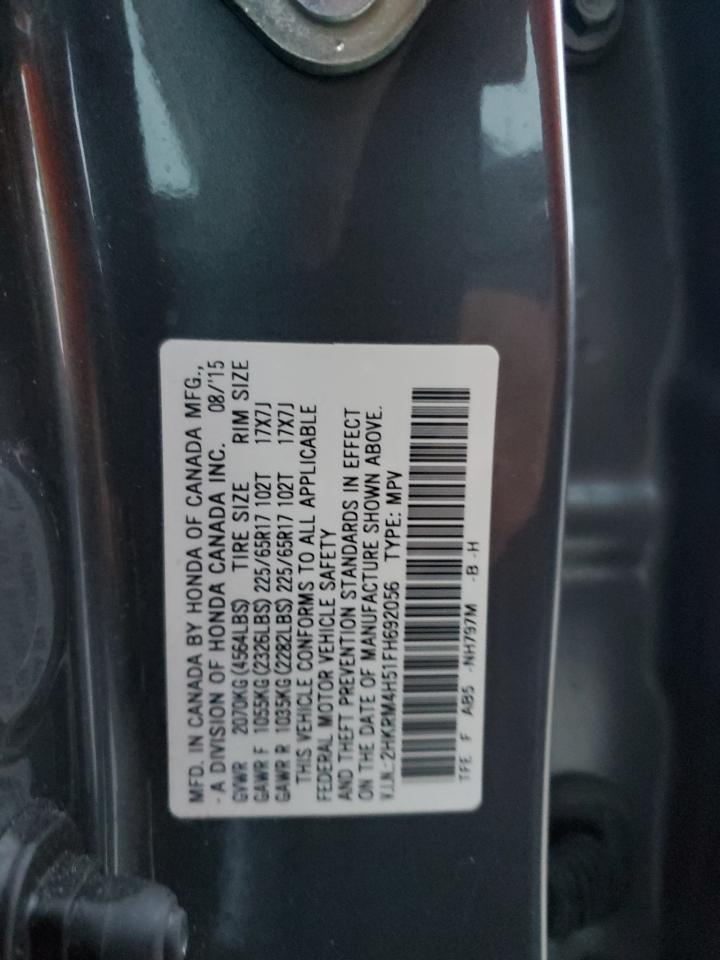 MFD. IN CANADA BY HONDA OF CANADA MFG.,
- A DIVISION OF HONDA CANADA INC. 08/'15
GVWR 2070KG(4564LBS) TIRE SIZE RIM SIZE
GAWR F 1055KG(2326LBS)225/65R17 102T 17X7J
GAWR R 1035KG(2282LBS)225/65R17 102T 17X7J
THIS VEHICLE CONFORMS TO ALL APPLICABLE
FEDERAL MOTOR VEHICLE SAFETY
AND THEFT PREVENTION STANDARDS IN EFFECT
ON THE DATE OF MANUFACTURE SHOWN ABOVE.
V.I.N.:2HKRM4H51FH692056 TYPE: MPV
TFE F AB5 -NH797M -B -H